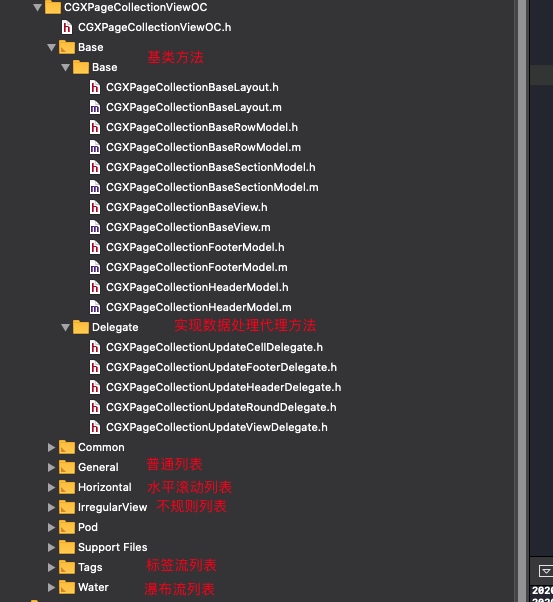 CGXPageCollectionViewOC
CGXPageCollectionViewOC.h
Base 基类方法
Base
CGXPageCollectionBaseLayout.h
CGXPageCollectionBaseLayout.m
CGXPageCollectionBaseRowModel.h
CGXPageCollectionBaseRowModel.m
CGXPageCollectionBaseSectionModel.h
CGXPageCollectionBaseSectionModel.m
CGXPageCollectionBaseView.h
CGXPageCollectionBaseView.m
CGXPageCollectionFooterModel.h
CGXPageCollectionFooterModel.m
CGXPageCollectionHeaderModel.h
CGXPageCollectionHeaderModel.m
Delegate 实现数据处理代理方法
CGXPageCollectionUpdateCellDelegate.h
CGXPageCollectionUpdateFooterDelegate.h
CGXPageCollectionUpdateHeaderDelegate.h
CGXPageCollectionUpdateRoundDelegate.h
CGXPageCollectionUpdateViewDelegate.h
Common
General 普通列表
Horizontal 水平滚动列表
IrregularView 不规则列表
Pod
Support Files
Tags 标签流列表
Water 瀑布流列表